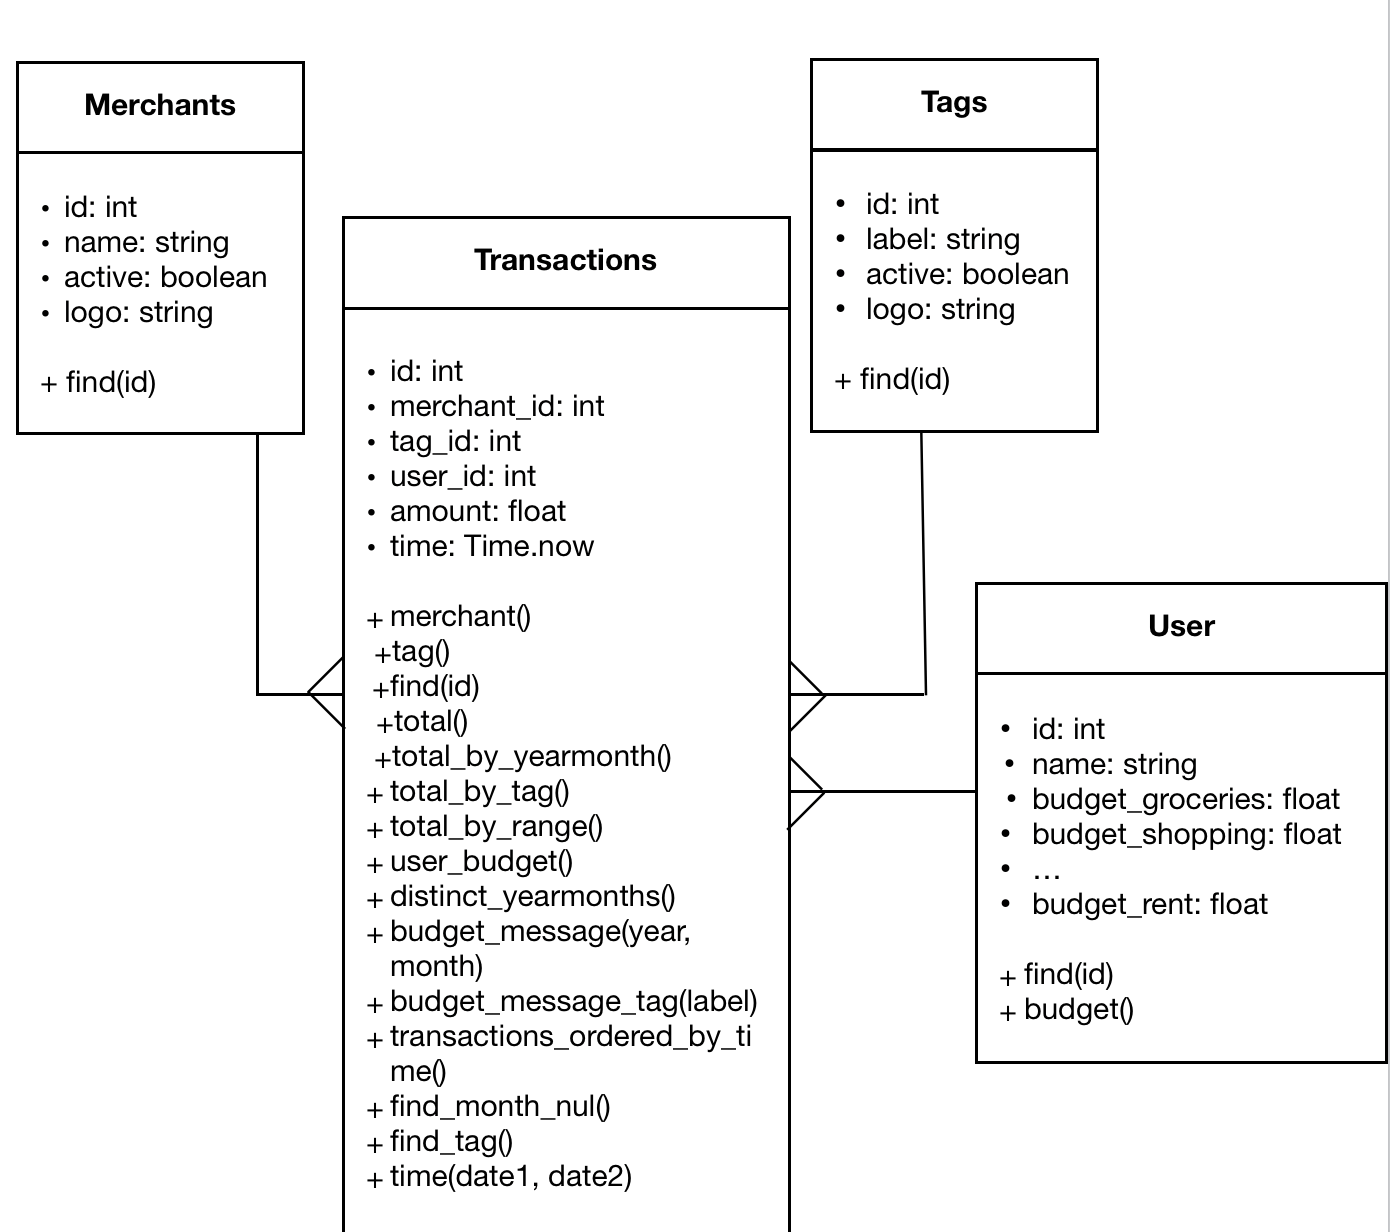 Merchants
• id: int
• name: string
• active: boolean
• logo: string
+ find(id)
Tags
• id: int
• label: string
• active: boolean
• logo: string
+ find(id)
Transactions
• id: int
• merchant_id: int
• tag_id: int
• user_id: int
• amount: float
• time: Time.now
+ merchant()
+tag()
+find(id)
+total()
+total_by_yearmonth()
+ total_by_tag()
+ total_by_range()
+ user_budget()
+ distinct_yearmonths()
+ budget_message(year,
month)
+ budget_message_tag(label)
+ transactions_ordered_by_ti
me()
+ find_month_nul()
+ find_tag()
+ time(date1, date2)
User
• id: int
• name: string
• budget_groceries: float
• budget_shopping: float
• …
• budget_rent: float
+ find(id)
+ budget()